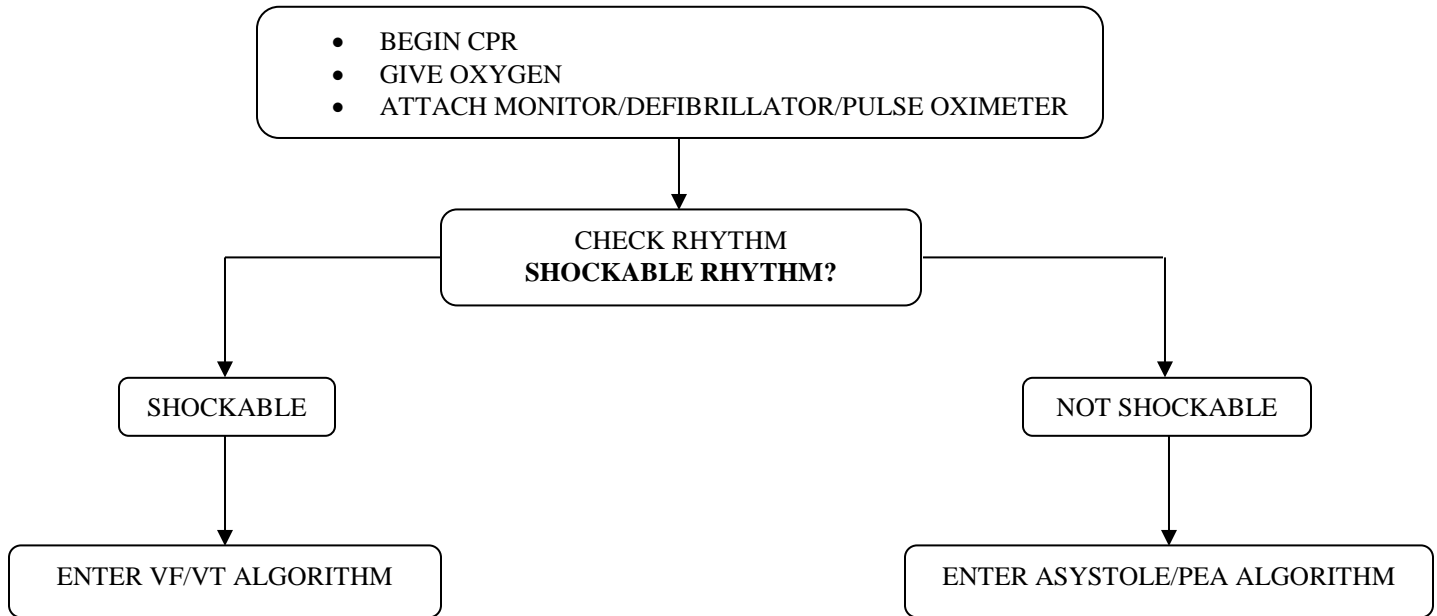 • BEGIN CPR
• GIVE OXYGEN
• ATTACH MONITOR/DEFIBRILLATOR/PULSE OXIMETER
CHECK RHYTHM
SHOCKABLE RHYTHM?
SHOCKABLE
NOT SHOCKABLE
ENTER VF/VT ALGORITHM
ENTER ASYSTOLE/PEA ALGORITHM